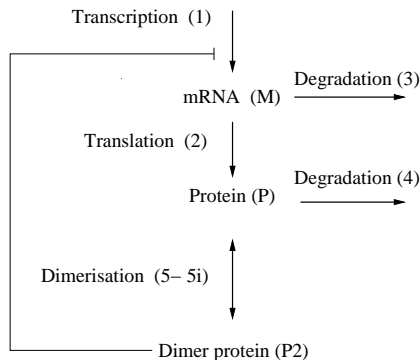 Transcription (1)
Degradation (3)
mRNA (M)
Translation (2)
Degradation (4)
Protein (P)
Dimerisation (5– 5i)
Dimer protein (P2)